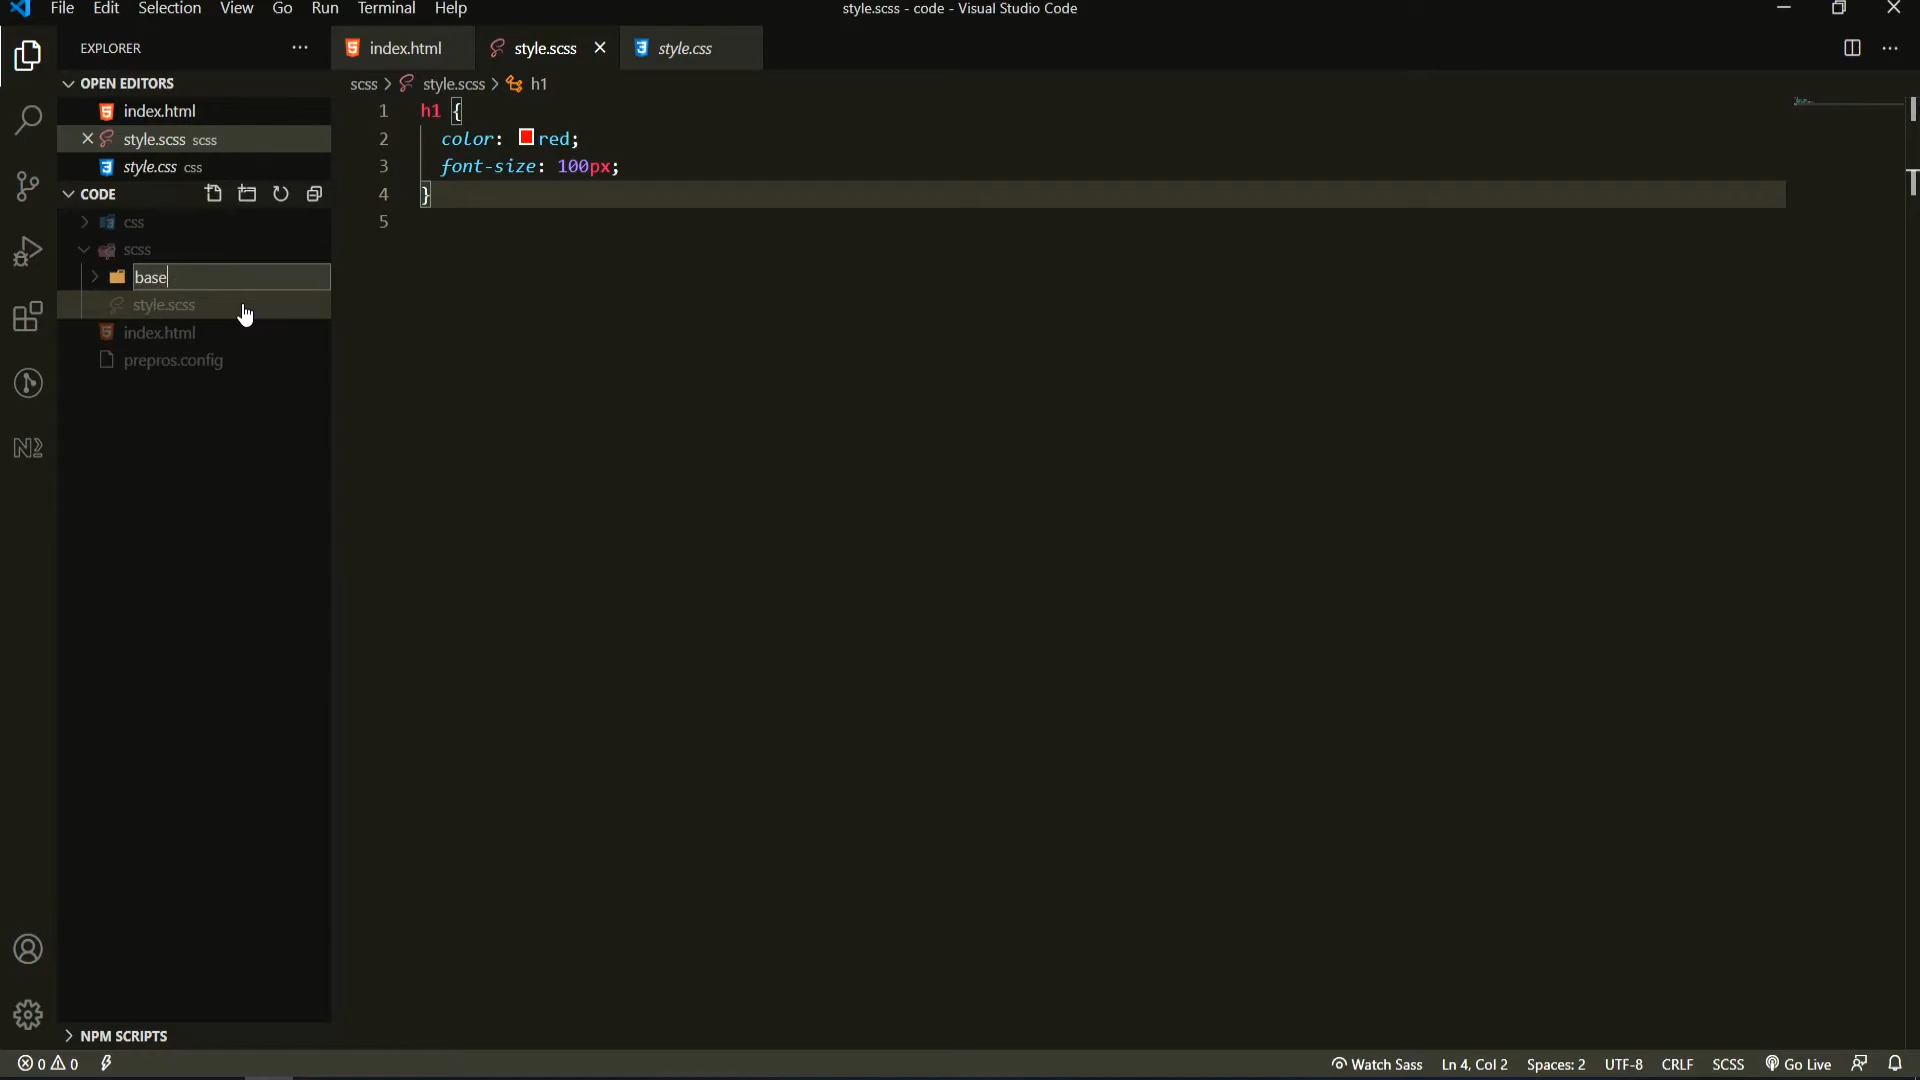 File Edit Selection View Go Run Terminal Help
style.scss - code - Visual Studio Code
EXPLORER
index.html
style.scss
style.css
OPEN EDITORS
index.html
style.scss scss
style.css css
CODE
css
scss
base
style.scss
index.html
prepros.config
NPM SCRIPTS
scss > style.scss > h1
1 h1 {
2 color: red;
3 font-size: 100px;
4 }
5
0 0
Watch Sass Ln 4, Col 2 Spaces: 2 UTF-8 CRLF SCSS Go Live